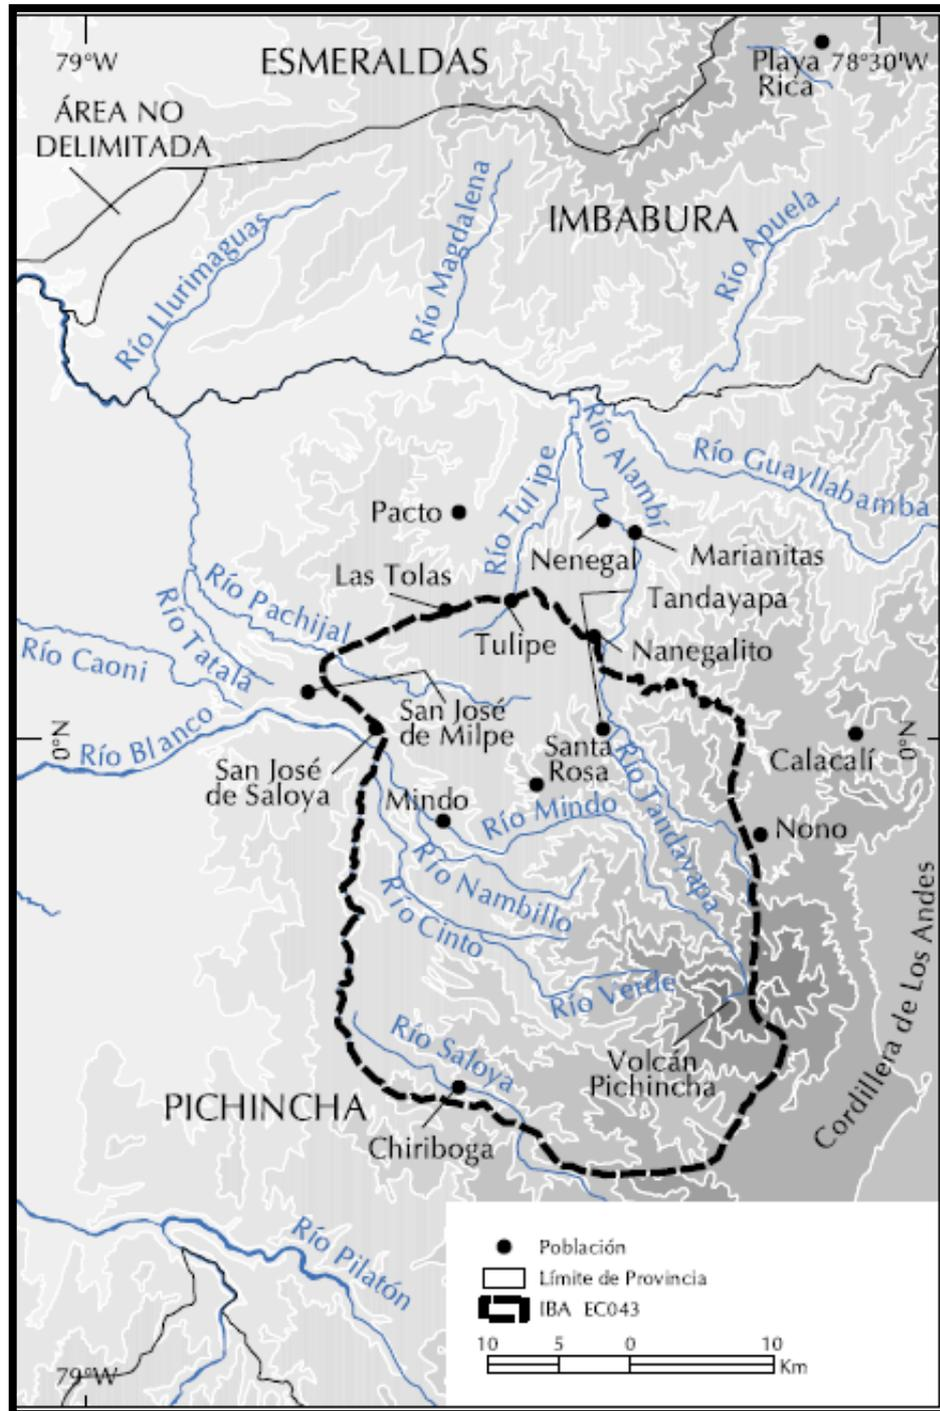 79°W
ESMERALDAS
Playa
Rica
78°30'W
ÁREA NO
DELIMITADA
Río Llurimaguas
Río Magdalena
IMBABURA
Río Apuela
Río Tulipe
Río Alambí
Río Guayllabamba
Pacto
Nenegal
Marianitas
Las Tolas
Tandayapa
Río Pachijal
Río Tatala
Tulipe
Nanegalito
Río Caoni
San José
de Milpe
0°N
Río Blanco
Santa
Rosa
Calacalí
0°N
San José
de Saloya
Mindo
Río Mindo
Río Tandayapa
Nono
Río Nambillo
Río Cinto
Río Verde
Cordillera de Los Andes
Río Saloya
Volcán
Pichincha
PICHINCHA
Chiriboga
Río Pilatón
Población
Límite de Provincia
IBA EC043
10 5 0 10
Km
79°W